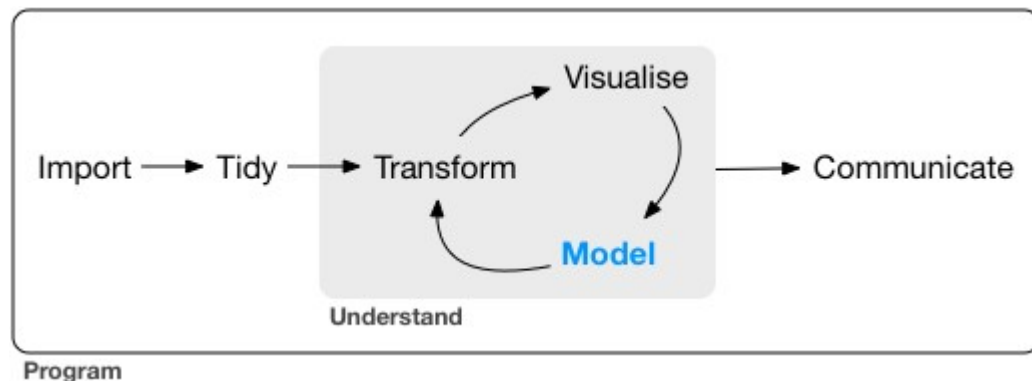 Visualise
Import Tidy Transform Communicate
Model
Understand
Program